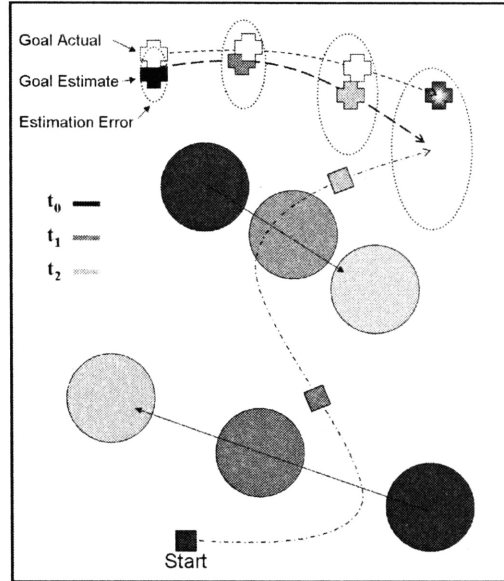 Goal Actual
Goal Estimate
Estimation Error
t0
t1
t2
Start